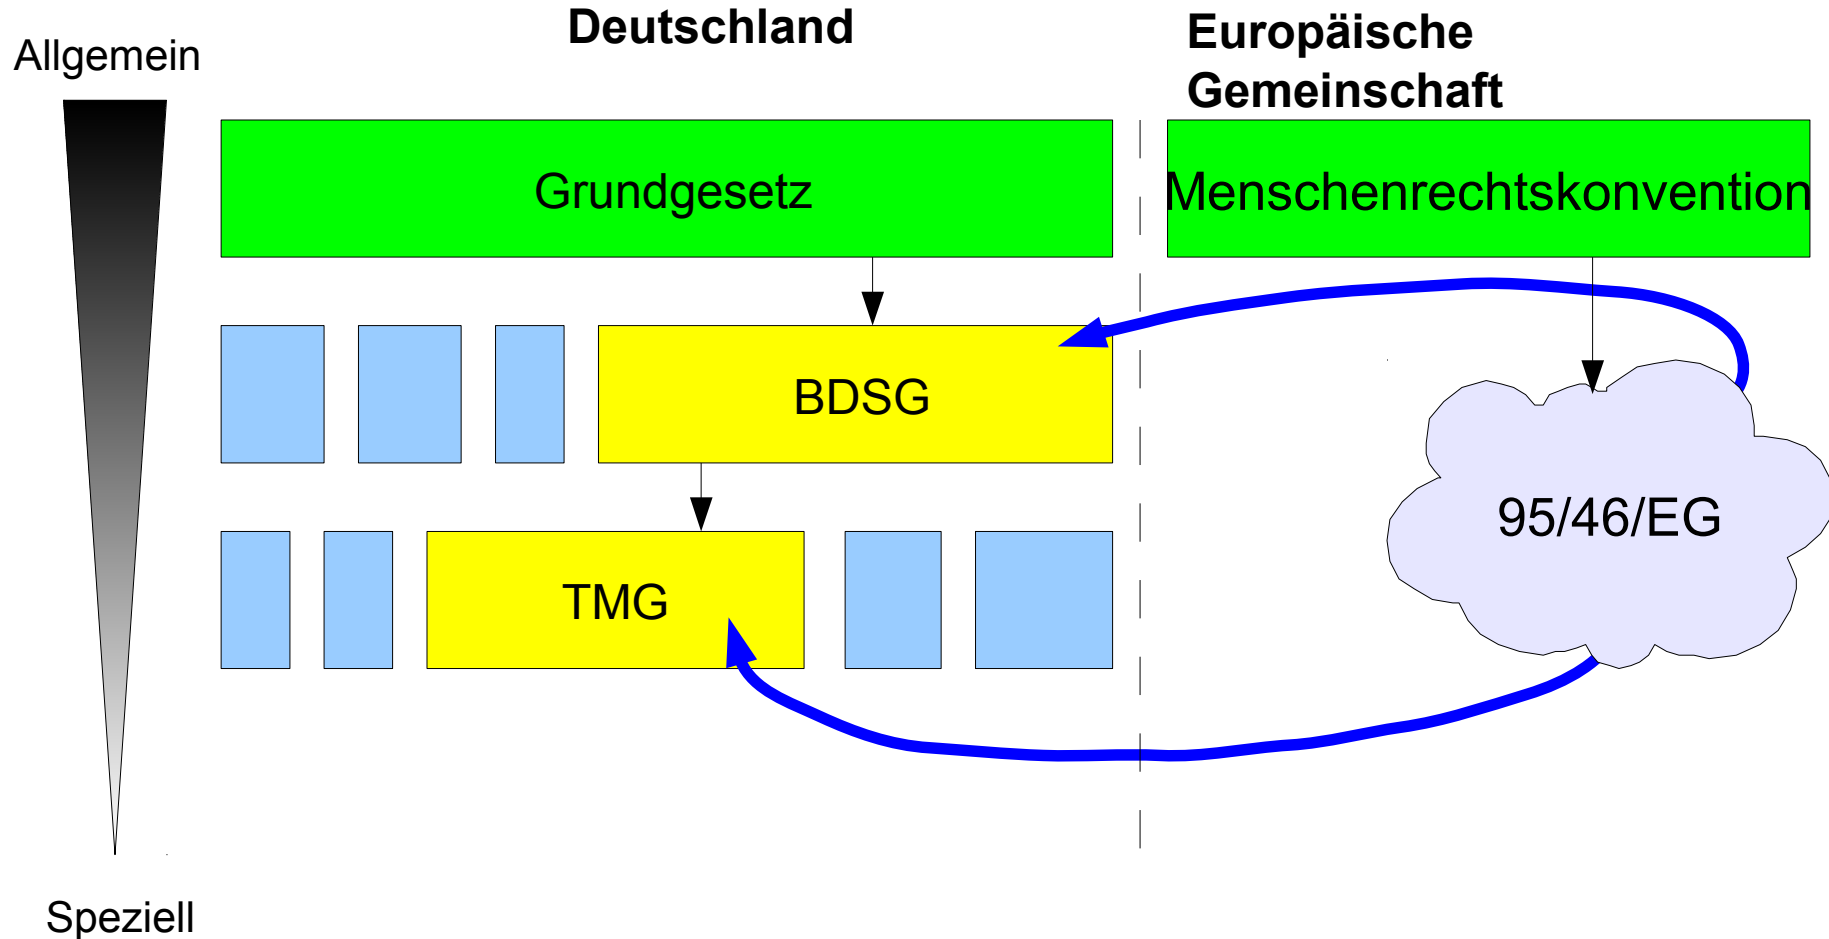 Deutschland
Europäische
Gemeinschaft
Allgemein
Grundgesetz
Menschenrechtskonvention
BDSG
95/46/EG
TMG
Speziell